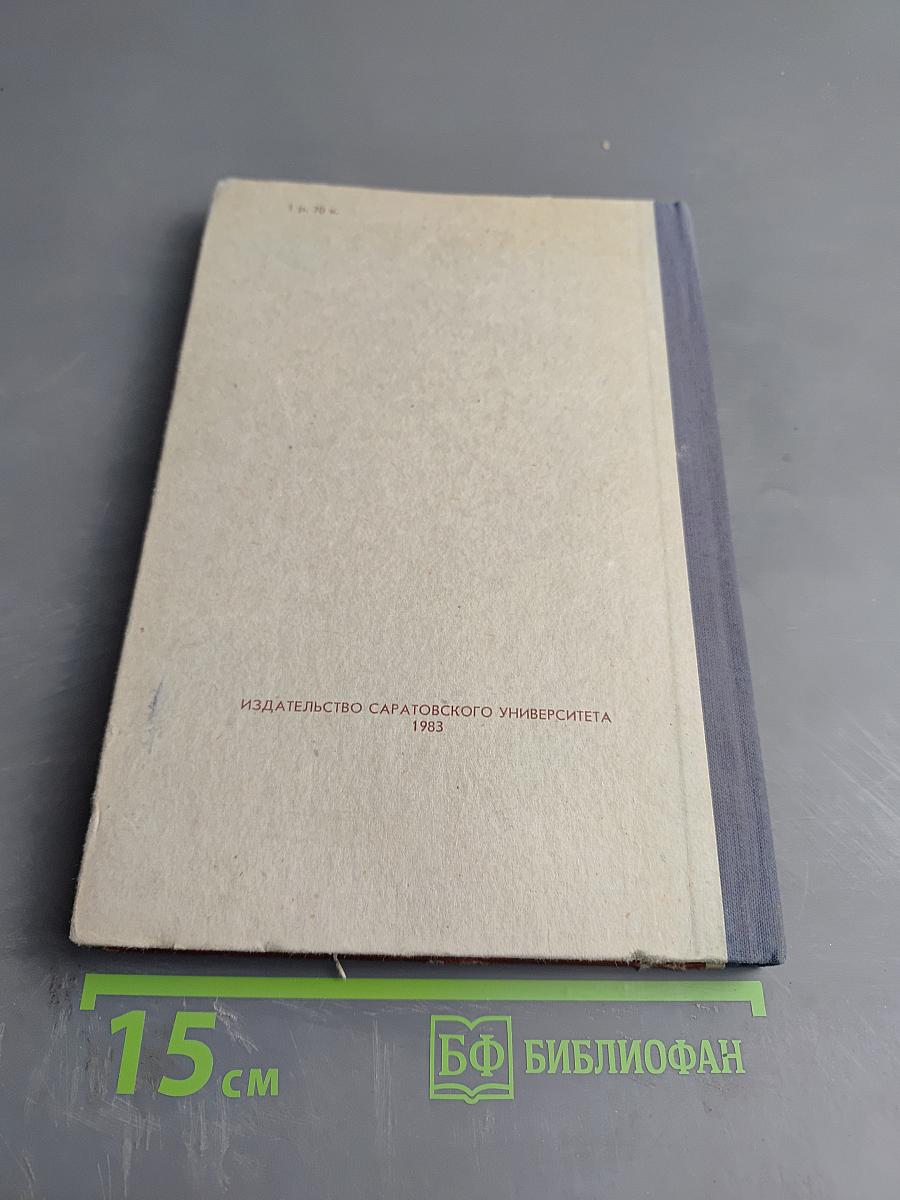 1 р. 70 к.
ИЗДАТЕЛЬСТВО САРАТОВСКОГО УНИВЕРСИТЕТА
1983
15 см
БФ БИБЛИОФАН